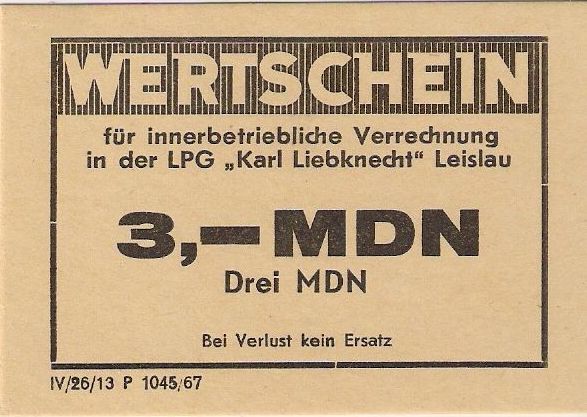 WERTSCHEIN
für innerbetriebliche Verrechnung
in der LPG „Karl Liebknecht“ Leislau
3,— MDN
Drei MDN
Bei Verlust kein Ersatz
IV/26/13 P 1045/67